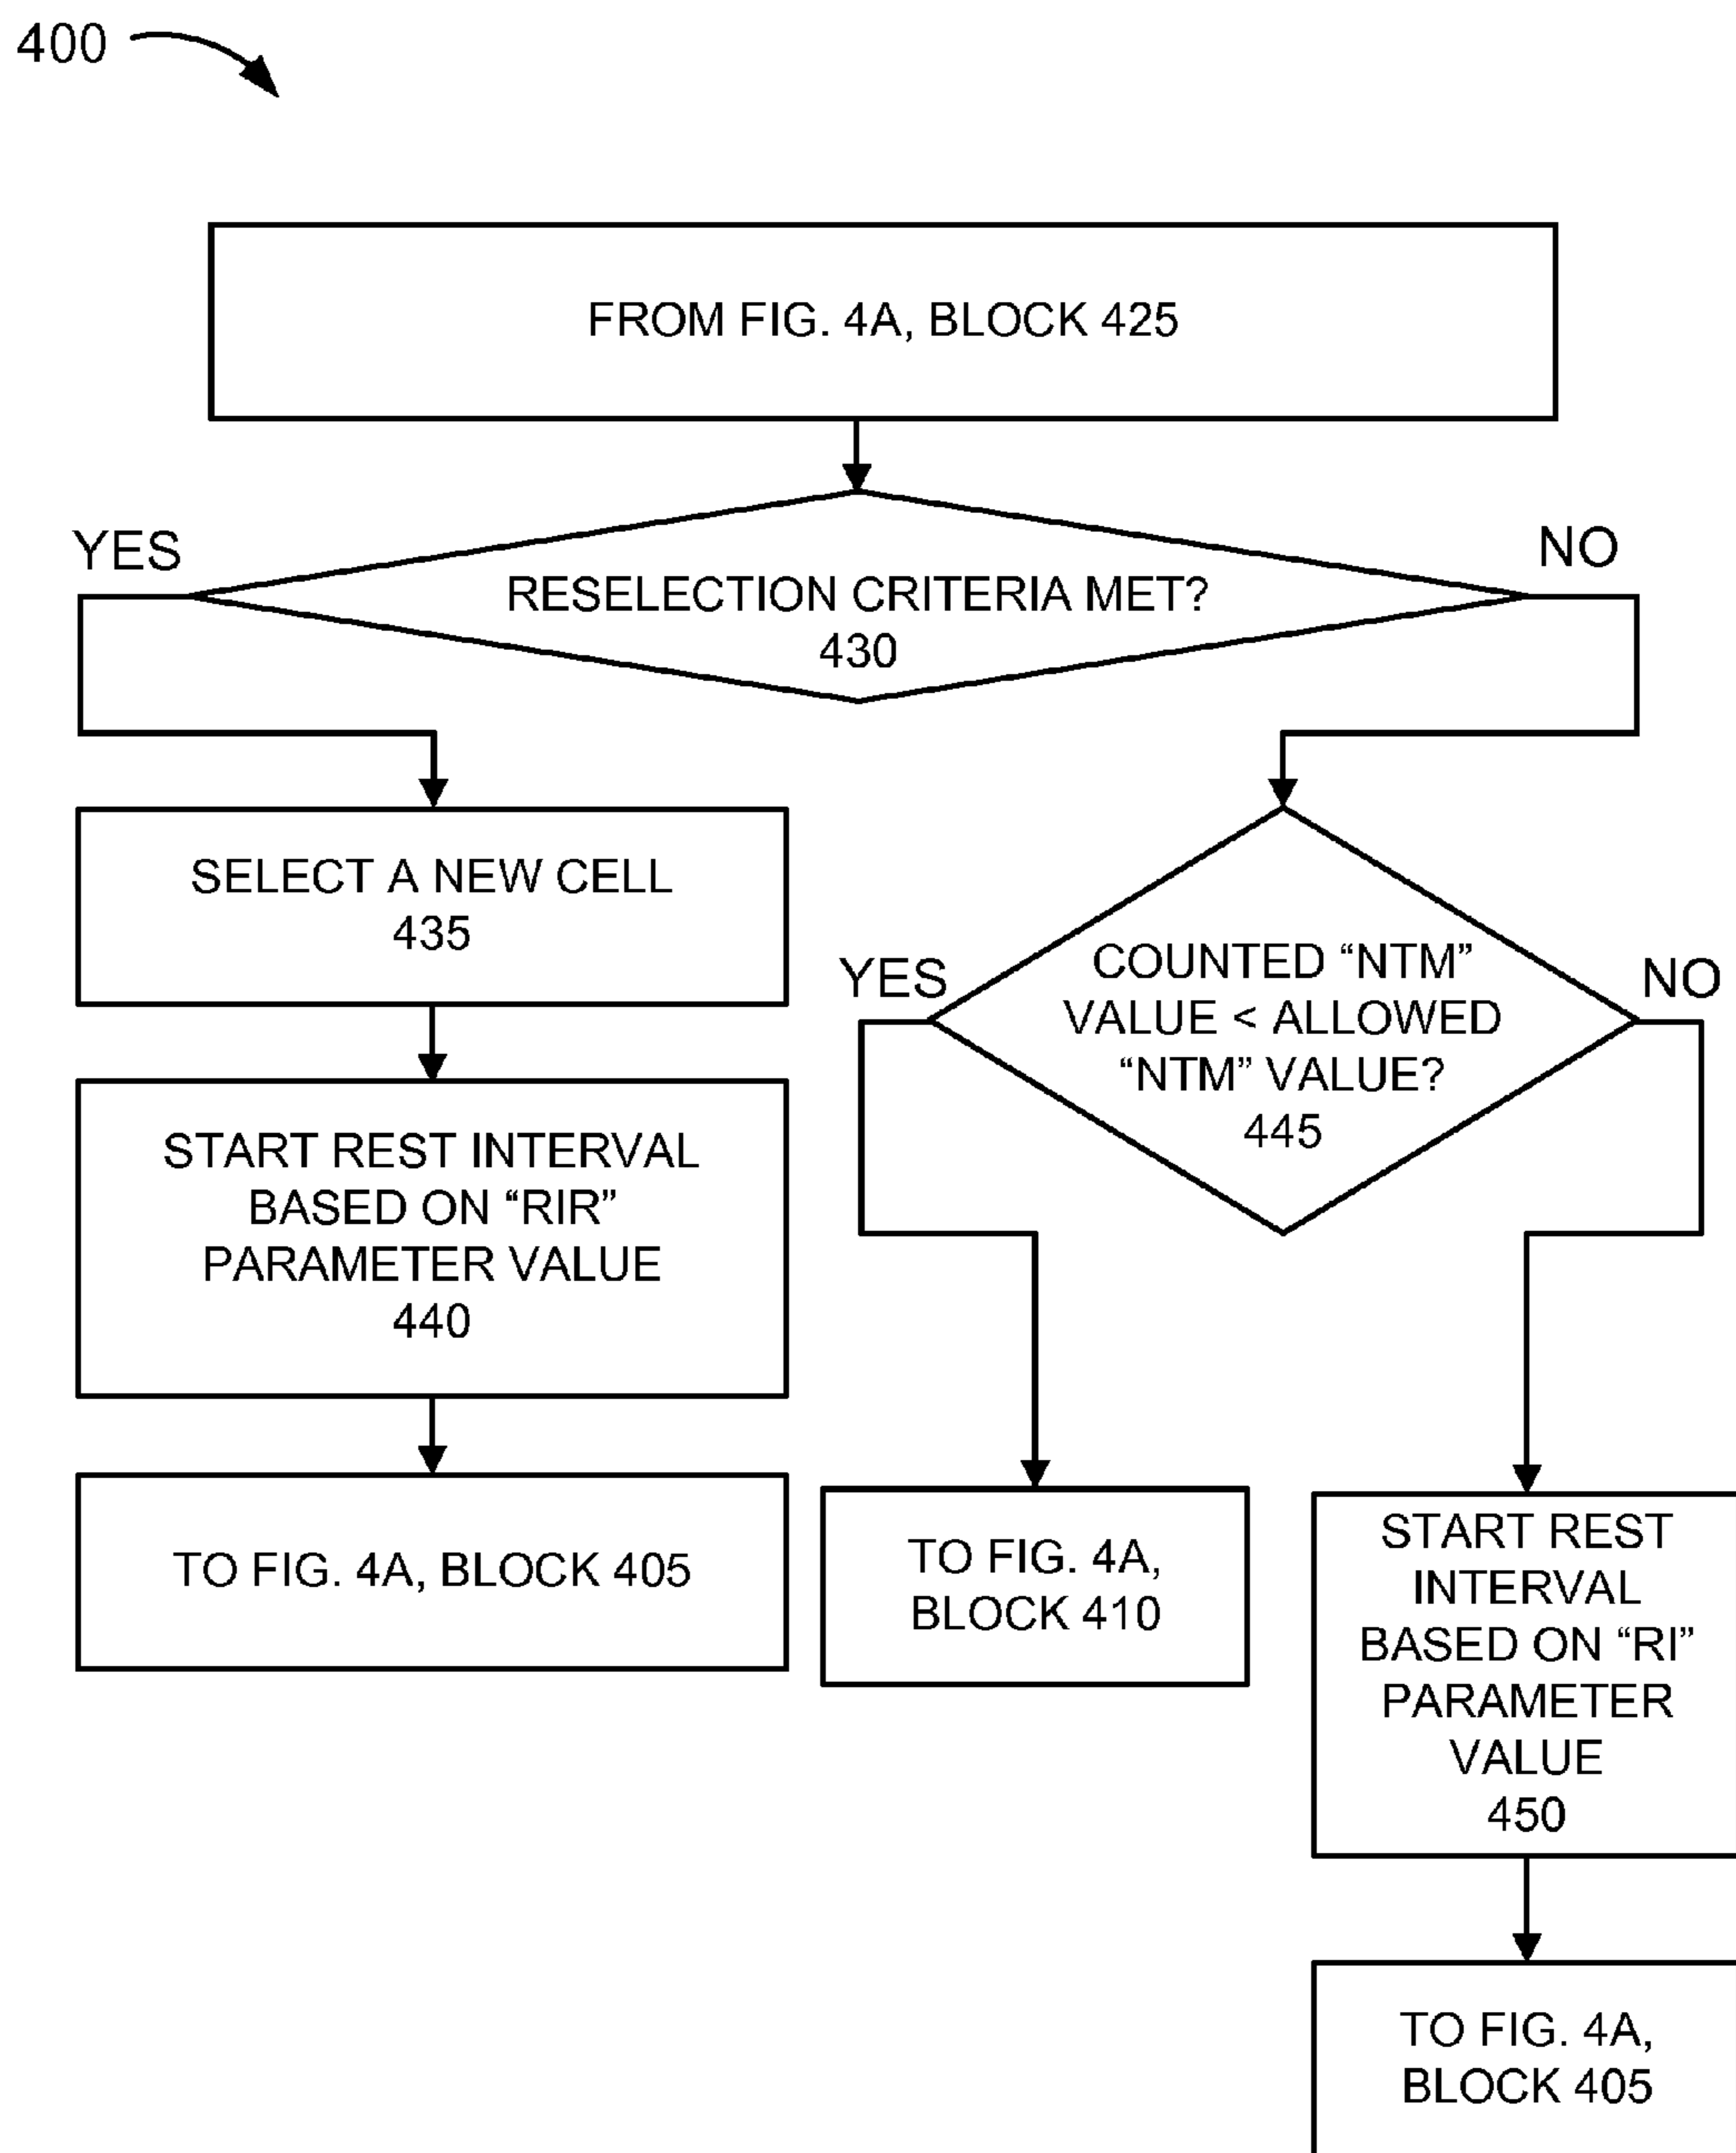 400
FROM FIG. 4A, BLOCK 425
YES
NO
RESELECTION CRITERIA MET?
430
SELECT A NEW CELL
435
START REST INTERVAL
BASED ON “RIR”
PARAMETER VALUE
440
TO FIG. 4A, BLOCK 405
YES
NO
COUNTED “NTM”
VALUE < ALLOWED
“NTM” VALUE?
445
TO FIG. 4A,
BLOCK 410
START REST
INTERVAL
BASED ON “RI”
PARAMETER
VALUE
450
TO FIG. 4A,
BLOCK 405